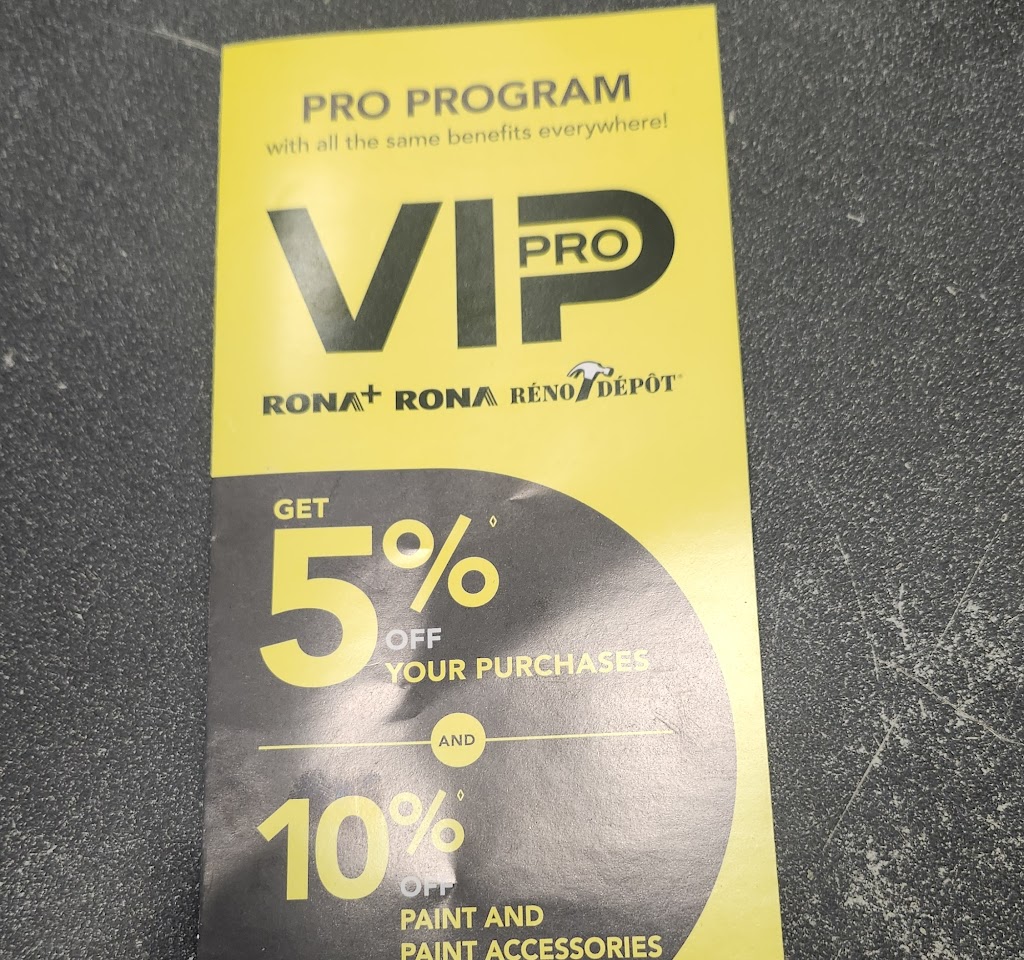 PRO PROGRAM
with all the same benefits everywhere!
VIP
PRO
RONA+ RONA RÉNO DÉPÔT
GET
5%◊
OFF
YOUR PURCHASES
AND
10%◊
OFF
PAINT AND
PAINT ACCESSORIES